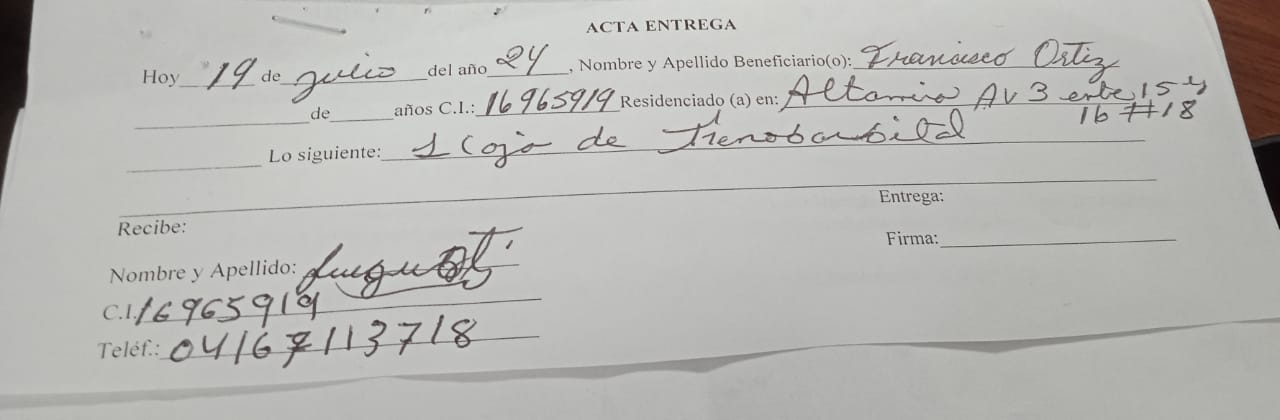 ACTA ENTREGA
Hoy 19 de julio del año 24, Nombre y Apellido Beneficiario(o): Francisco Ortiz
de años C.I.: 16965919 Residenciado (a) en: Altamira AV 3 entre 15 y
16 #18
Lo siguiente: 1 Caja de Fenobarbital
Recibe:
Entrega:
Firma:
Nombre y Apellido:
C.I. 16965919
Teléf.: 04167113718